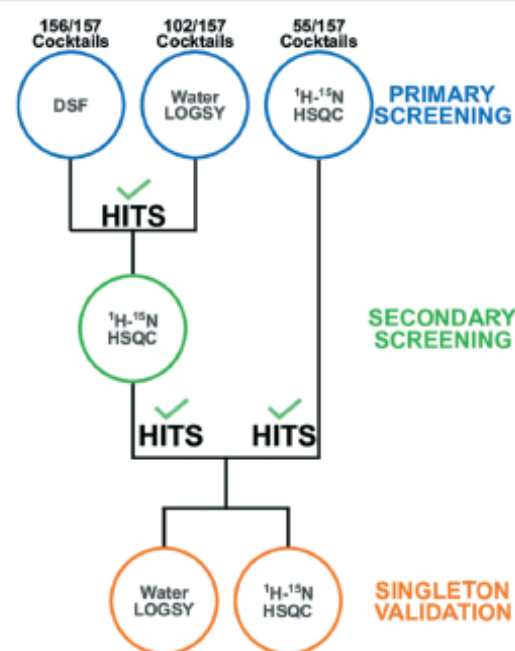 156/157
Cocktails
102/157
Cocktails
55/157
Cocktails
DSF
Water
LOGSY
¹H-¹⁵N
HSQC
PRIMARY
SCREENING
HITS
¹H-¹⁵N
HSQC
SECONDARY
SCREENING
HITS
HITS
Water
LOGSY
¹H-¹⁵N
HSQC
SINGLETON
VALIDATION